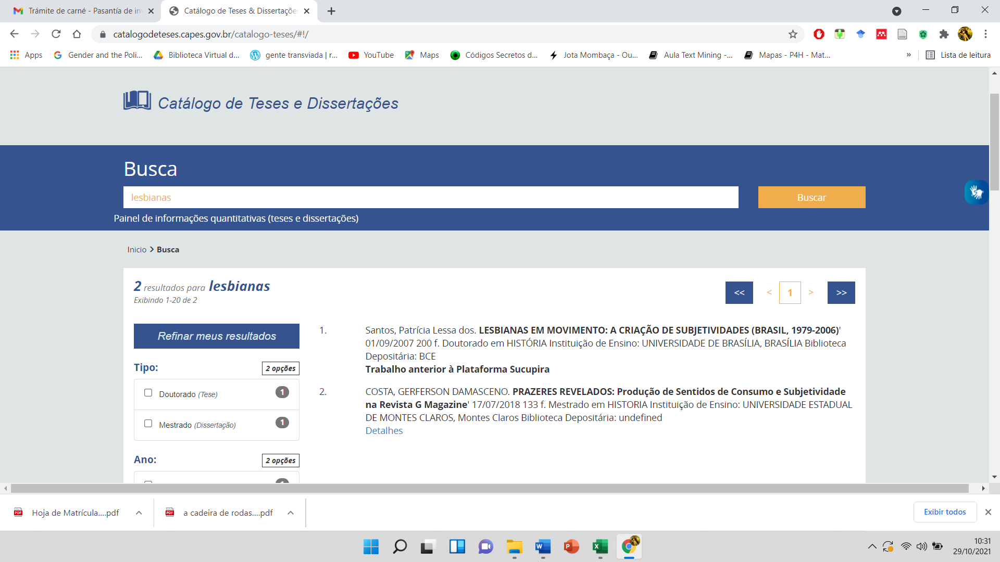 Trámite de carné - Pasantía de in
Catálogo de Teses & Dissertaçõe
catalogodeteses.capes.gov.br/catalogo-teses/#!/
Apps
Gender and the Poli...
Biblioteca Virtual d...
gente transviada | r...
YouTube
Maps
Códigos Secretos d...
Jota Mombaça - Ou...
Aula Text Mining -...
Mapas - P4H - Mat...
»
Lista de leitura
Catálogo de Teses e Dissertações
Busca
lesbianas
Buscar
Painel de informações quantitativas (teses e dissertações)
Inicio > Busca
2 resultados para lesbianas
Exibindo 1-20 de 2
<< < 1 > >>
Refinar meus resultados
Tipo: 2 opções
Doutorado (Tese) 1
Mestrado (Dissertação) 1
Ano: 2 opções
1. Santos, Patrícia Lessa dos. LESBIANAS EM MOVIMENTO: A CRIAÇÃO DE SUBJETIVIDADES (BRASIL, 1979-2006)'
01/09/2007 200 f. Doutorado em HISTÓRIA Instituição de Ensino: UNIVERSIDADE DE BRASÍLIA, BRASÍLIA Biblioteca
Depositária: BCE
Trabalho anterior à Plataforma Sucupira
2. COSTA, GERFERSON DAMASCENO. PRAZERES REVELADOS: Produção de Sentidos de Consumo e Subjetividade
na Revista G Magazine' 17/07/2018 133 f. Mestrado em HISTORIA Instituição de Ensino: UNIVERSIDADE ESTADUAL
DE MONTES CLAROS, Montes Claros Biblioteca Depositária: undefined
Detalhes
Hoja de Matrícula....pdf
a cadeira de rodas....pdf
Exibir todos
10:31
29/10/2021